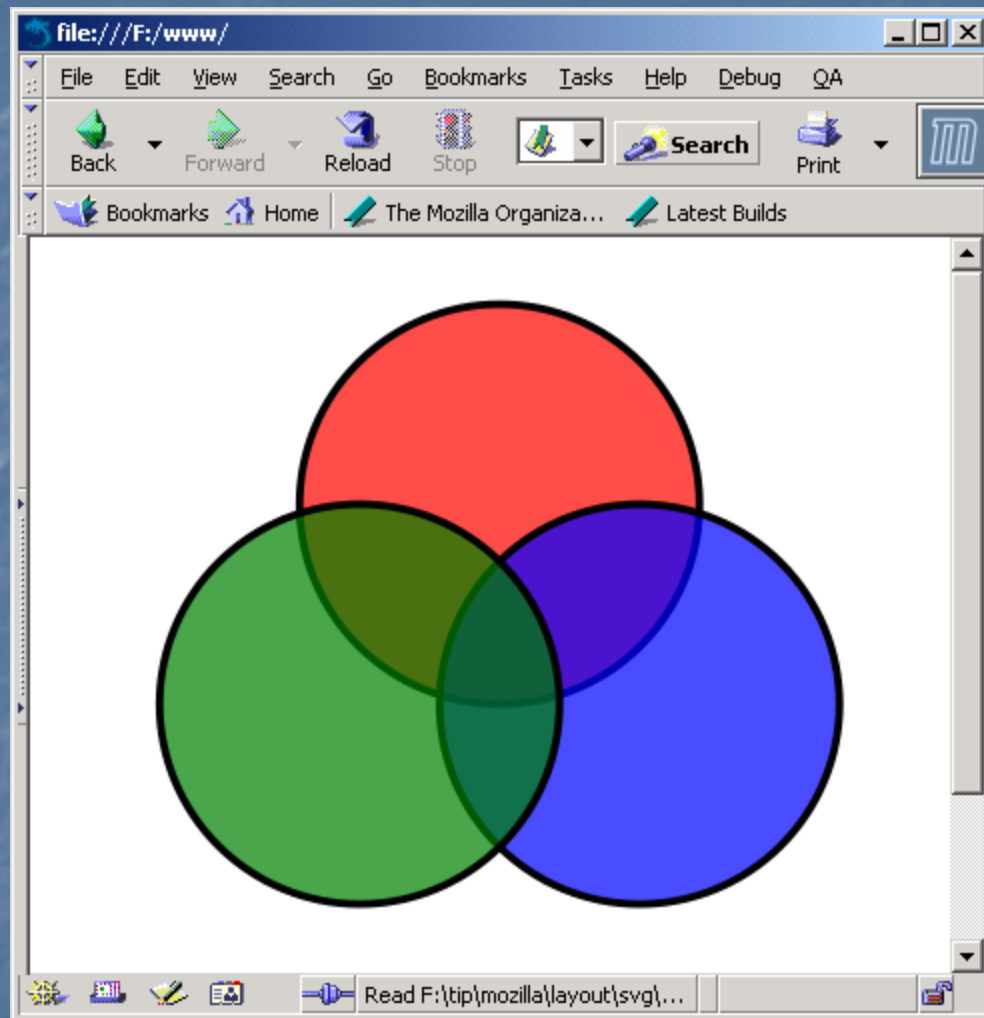 file:///F:/www/
File Edit View Search Go Bookmarks Tasks Help Debug QA
Back Forward Reload Stop Search Print
Bookmarks Home The Mozilla Organiza... Latest Builds
Read F:\tip\mozilla\layout\svg\...